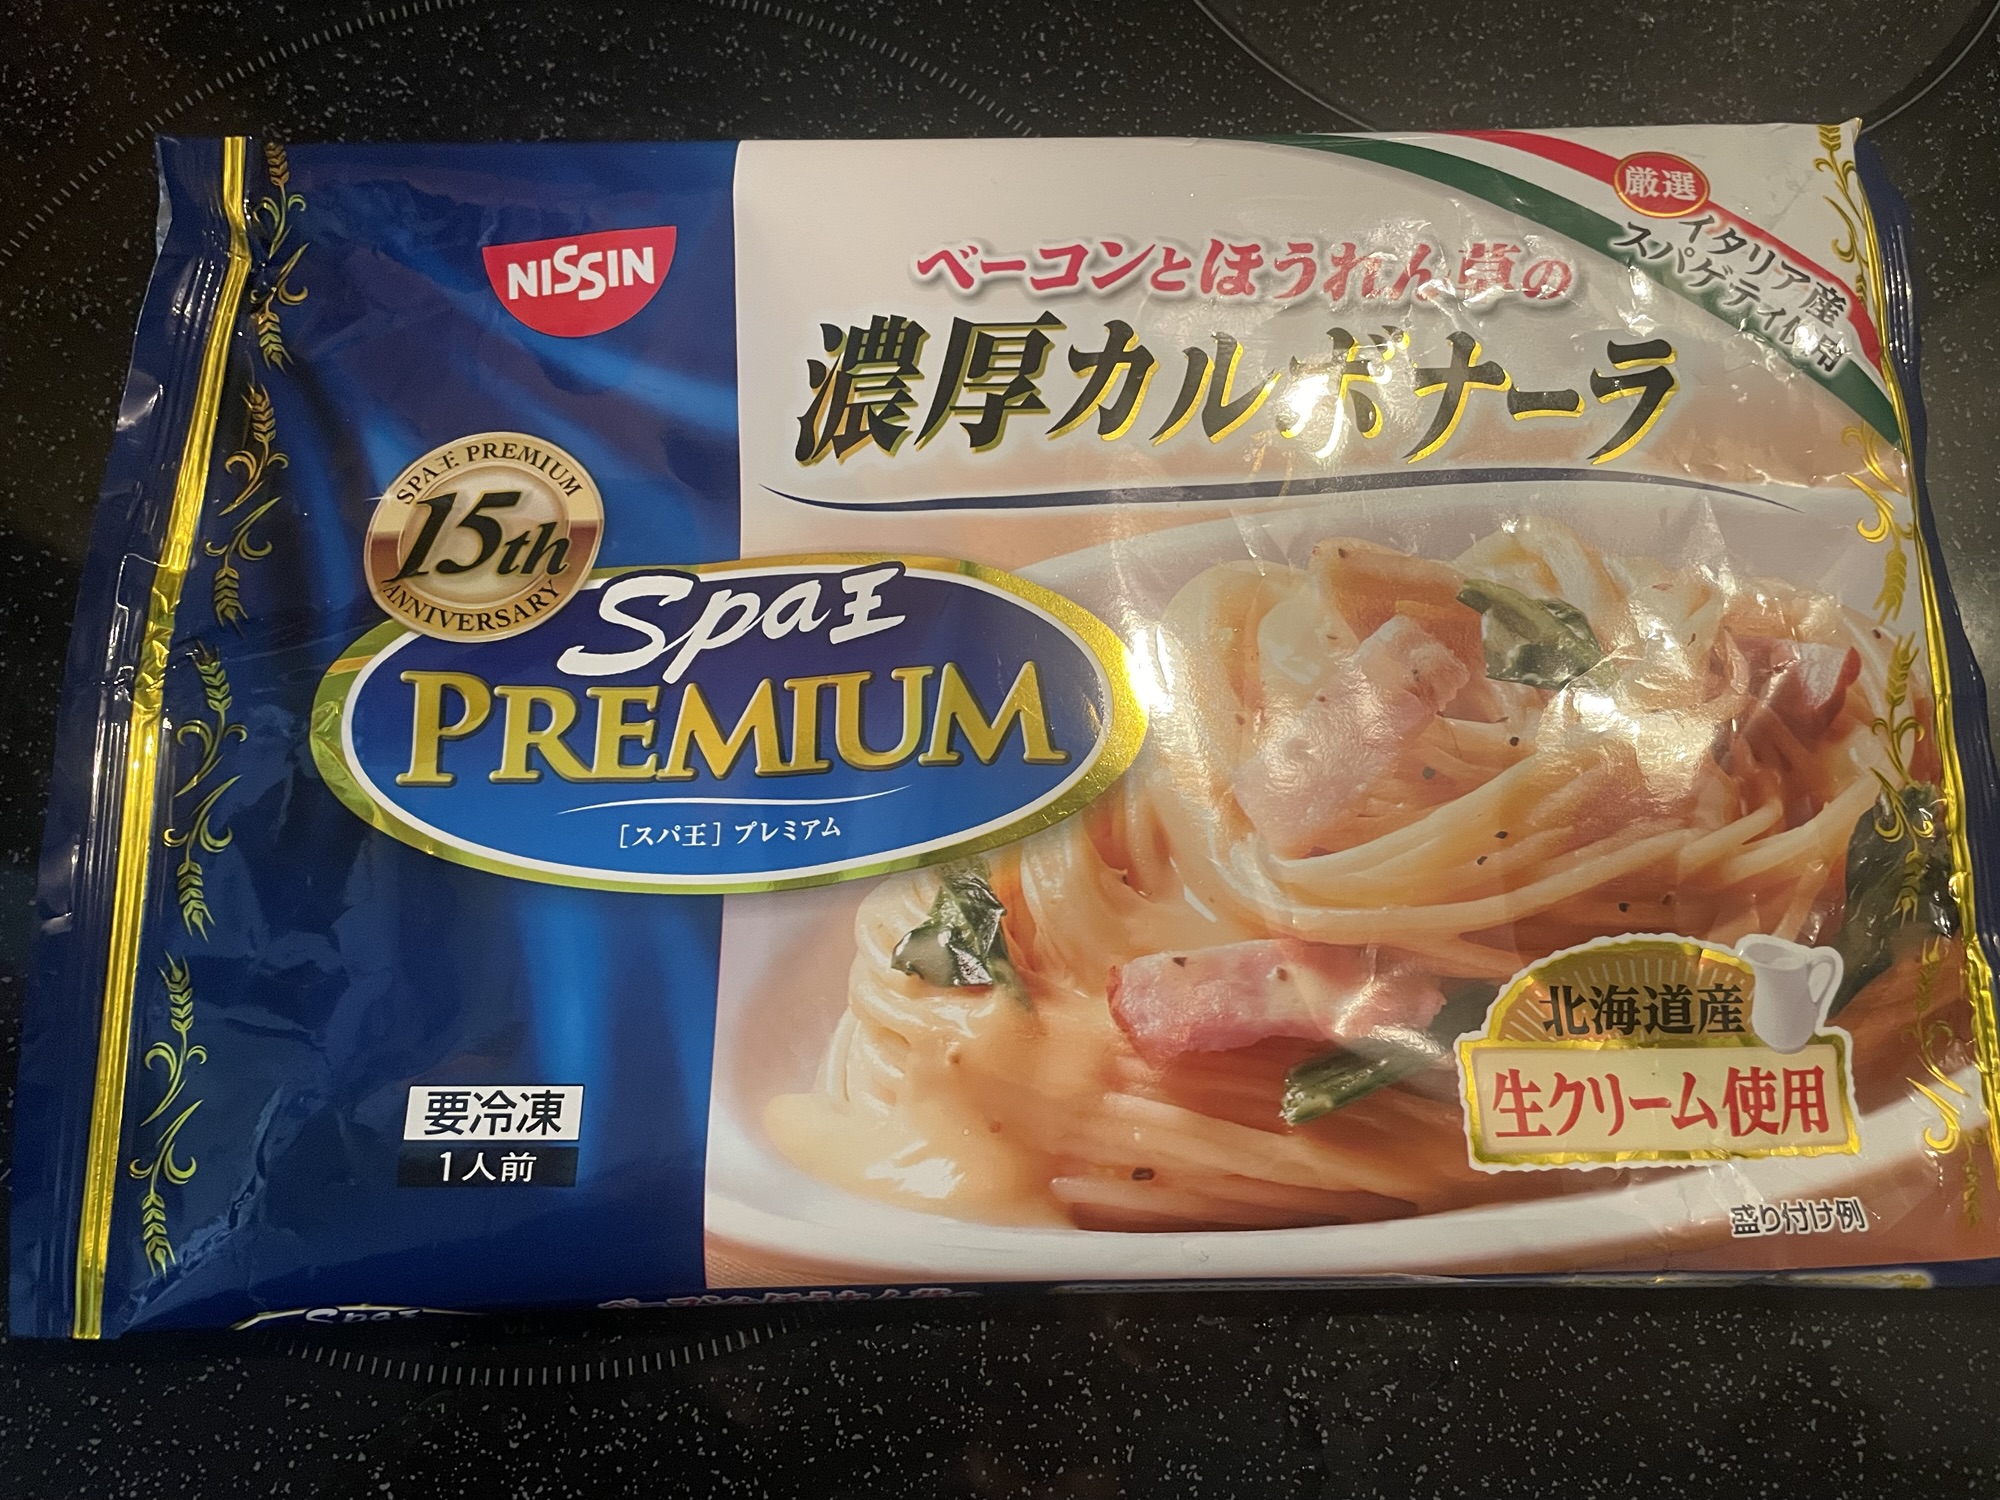 NISSIN
ベーコンとほうれん草の
濃厚カルボナーラ
厳選
イタリア産
スパゲティ使用
SPA王 PREMIUM
15th
ANNIVERSARY
Spa王
PREMIUM
[スパ王] プレミアム
北海道産
生クリーム使用
要冷凍
1人前
盛り付け例
Spa王